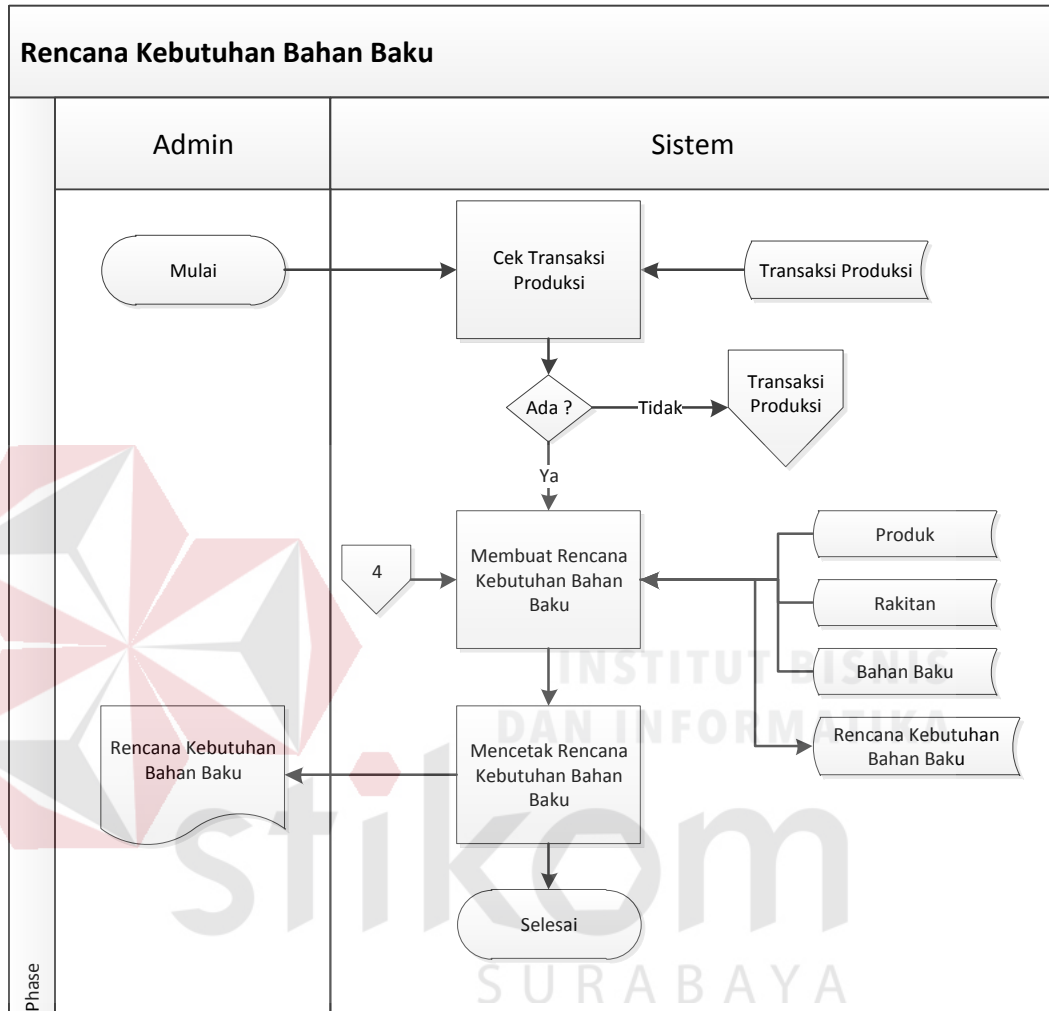 Rencana Kebutuhan Bahan Baku
Admin
Sistem
Mulai
Cek Transaksi
Produksi
Transaksi Produksi
Ada ?
Tidak
Transaksi
Produksi
Ya
4
Membuat Rencana
Kebutuhan Bahan
Baku
Produk
Rakitan
Bahan Baku
Rencana Kebutuhan
Bahan Baku
Mencetak Rencana
Kebutuhan Bahan
Baku
Rencana Kebutuhan
Bahan Baku
Selesai
Phase
INSTITUT BISNIS
DAN INFORMATIKA
stikom
SURABAYA